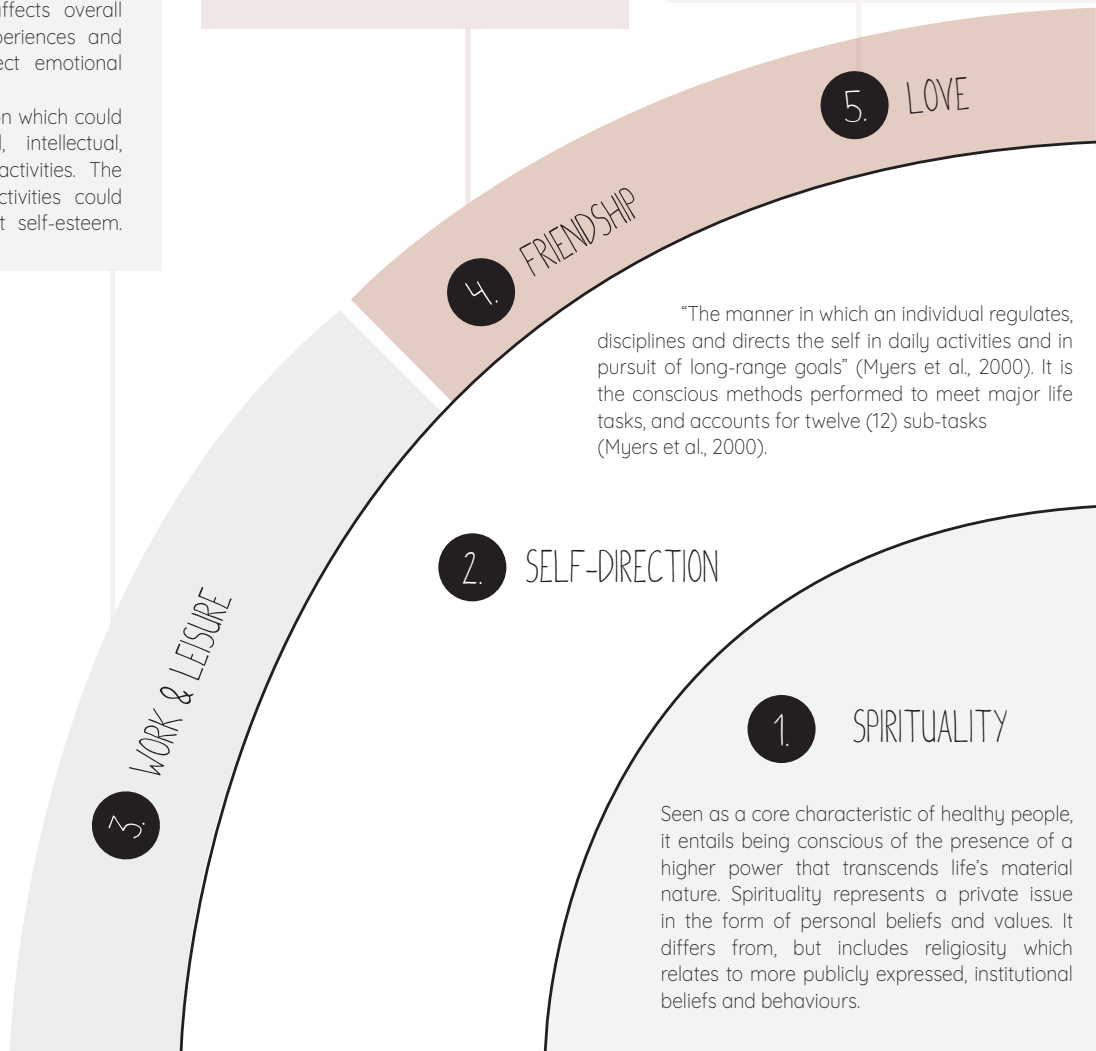 overall
and
emotional
which could
intellectual,
activities. The
could
self-esteem.
5. LOVE
4. FRIENDSHIP
“The manner in which an individual regulates,
disciplines and directs the self in daily activities and in
pursuit of long-range goals” (Myers et al., 2000). It is
the conscious methods performed to meet major life
tasks, and accounts for twelve (12) sub-tasks
(Myers et al., 2000).
2. SELF-DIRECTION
3. WORK & LEISURE
1. SPIRITUALITY
Seen as a core characteristic of healthy people,
it entails being conscious of the presence of a
higher power that transcends life’s material
nature. Spirituality represents a private issue
in the form of personal beliefs and values. It
differs from, but includes religiosity which
relates to more publicly expressed, institutional
beliefs and behaviours.